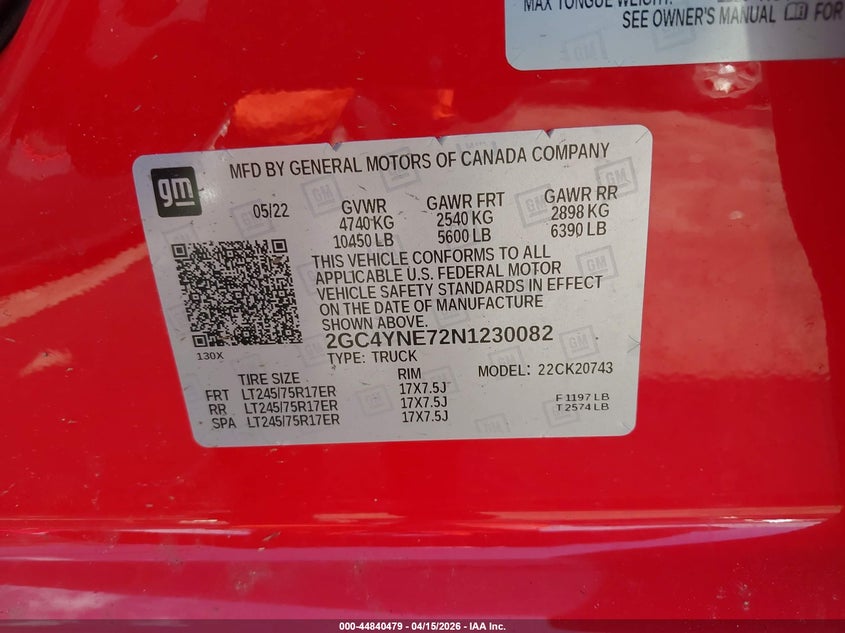 MAX TONGUE WEIGHT:
SEE OWNER'S MANUAL FOR
gm
MFD BY GENERAL MOTORS OF CANADA COMPANY
05/22 GVWR GAWR FRT GAWR RR
4740 KG 2540 KG 2898 KG
10450 LB 5600 LB 6390 LB
THIS VEHICLE CONFORMS TO ALL
APPLICABLE U.S. FEDERAL MOTOR
VEHICLE SAFETY STANDARDS IN EFFECT
ON THE DATE OF MANUFACTURE
SHOWN ABOVE.
130X
2GC4YNE72N1230082
TYPE: TRUCK
MODEL: 22CK20743
TIRE SIZE RIM
FRT LT245/75R17ER 17X7.5J F 1197 LB
RR LT245/75R17ER 17X7.5J T 2574 LB
SPA LT245/75R17ER 17X7.5J
000-44840479 - 04/15/2026 - IAA Inc.